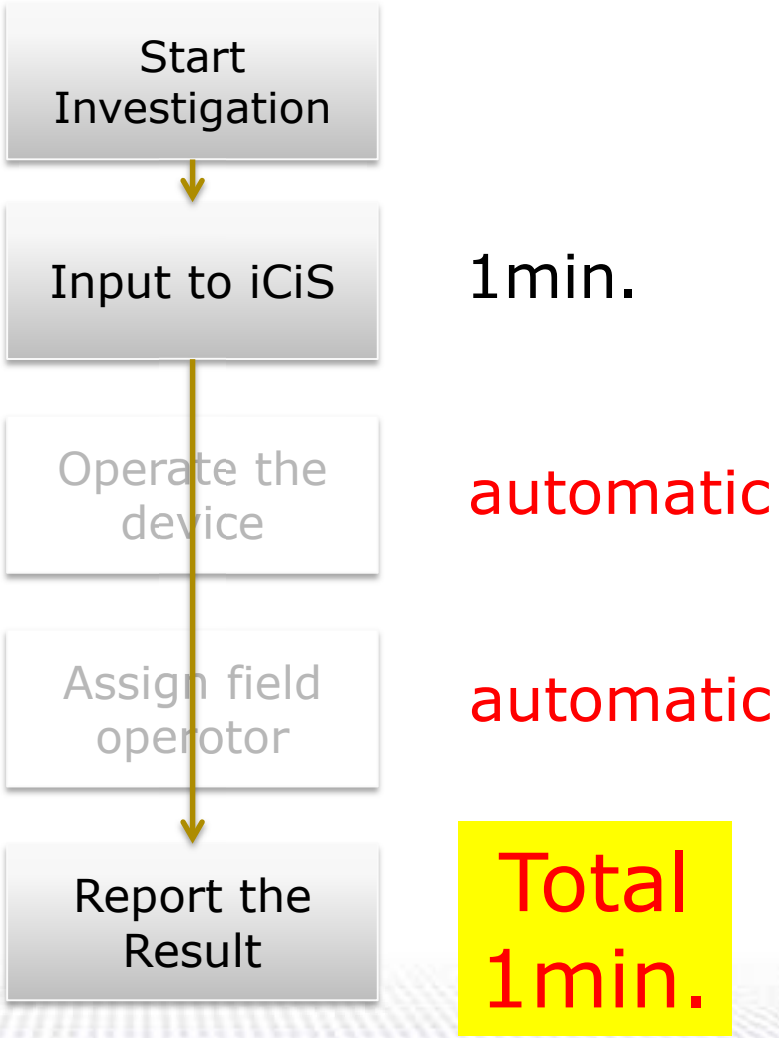 Start
Investigation
Input to iCiS
1min.
Operate the
device
automatic
Assign field
operotor
automatic
Report the
Result
Total
1min.